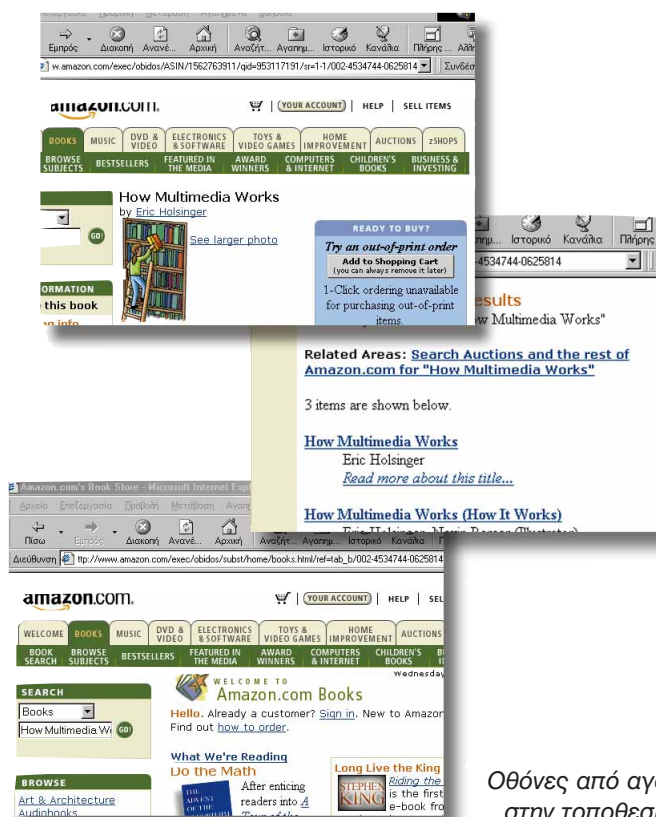 Εμπρός Διακοπή Ανανέ... Αρχική Αναζήτ... Αγαπημ... Ιστορικό Κανάλια Πλήρης ...
w.amazon.com/exec/obidos/ASIN/1562763911/qid=953117191/sr=1-1/002-4534744-0625814
amazon.com.
YOUR ACCOUNT | HELP | SELL ITEMS
BOOKS MUSIC DVD & VIDEO ELECTRONICS & SOFTWARE TOYS & VIDEO GAMES HOME IMPROVEMENT AUCTIONS zSHOPS
BROWSE SUBJECTS BESTSELLERS FEATURED IN THE MEDIA AWARD WINNERS COMPUTERS & INTERNET CHILDREN'S BOOKS BUSINESS & INVESTING
How Multimedia Works
by Eric Holsinger
GO!
See larger photo
READY TO BUY?
Try an out-of-print order
Add to Shopping Cart
(you can always remove it later)
1-Click ordering unavailable
for purchasing out-of-print
items.
this book
Ιστορικό Κανάλια Πλήρης
-4534744-0625814
w Multimedia Works"
Related Areas: Search Auctions and the rest of
Amazon.com for "How Multimedia Works"
3 items are shown below.
How Multimedia Works
Eric Holsinger
Read more about this title...
How Multimedia Works (How It Works)
Amazon.com's Book Store - Microsoft Internet
Αρχείο Επεξεργασία Προβολή Μετάβαση
Πίσω Εμπρός Διακοπή Ανανέ... Αρχική Αναζήτ... Αγαπημ... Ιστορικό Κανάλια
Διεύθυνση ttp://www.amazon.com/exec/obidos/subst/home/books.html/ref=tab_b/002-4534744-0625814
amazon.com.
YOUR ACCOUNT | HELP |
WELCOME BOOKS MUSIC DVD & VIDEO ELECTRONICS & SOFTWARE TOYS & VIDEO GAMES HOME IMPROVEMENT AUCTIONS
BOOK SEARCH BROWSE SUBJECTS BESTSELLERS FEATURED IN THE MEDIA AWARD WINNERS COMPUTERS & INTERNET CHILDREN'S BOOKS
Wednesday
SEARCH
Books
How Multimedia W
GO!
BROWSE
Art & Architecture
Audiobooks
WELCOME TO
Amazon.com Books
Hello. Already a customer? Sign in. New to Amazon
Find out how to order.
What We're Reading
Do the Math
After enticing
readers into A
Long Live the King
STEPHEN KING
Riding the
is the first
e-book
Οθόνες από
στην